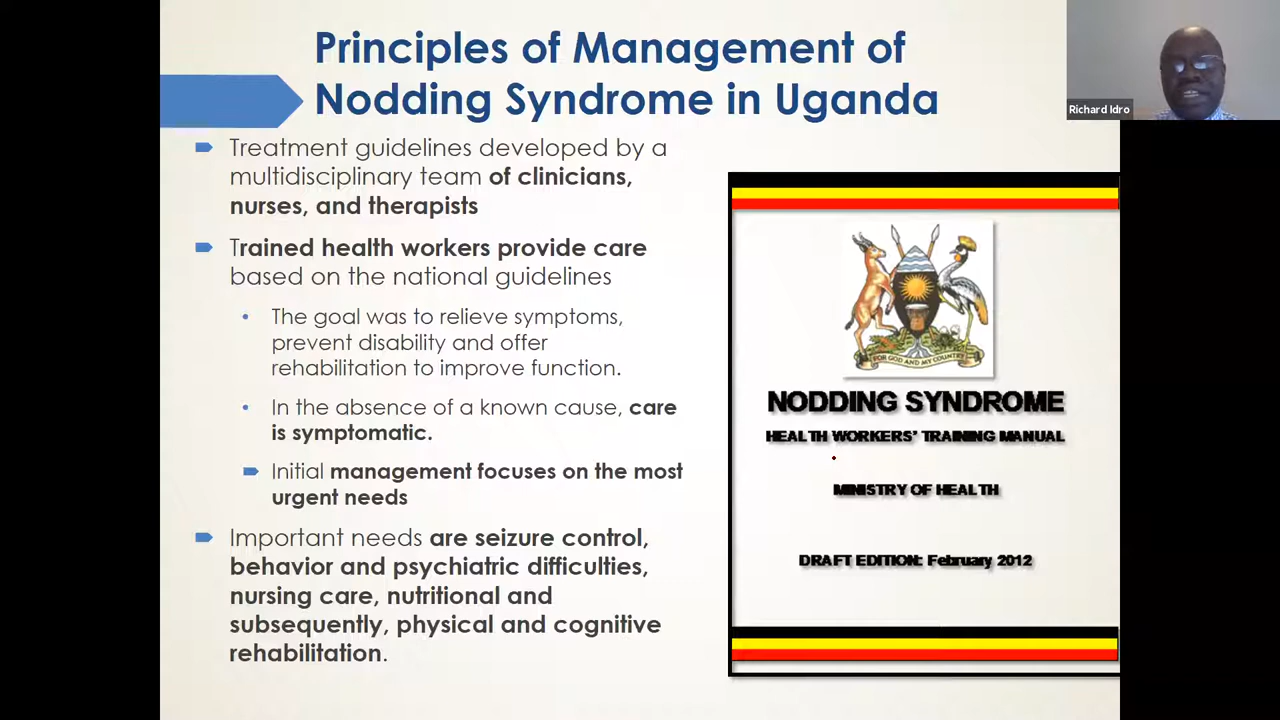 Principles of Management of
Nodding Syndrome in Uganda
Richard Idro
Treatment guidelines developed by a
multidisciplinary team of clinicians,
nurses, and therapists
Trained health workers provide care
based on the national guidelines
The goal was to relieve symptoms,
prevent disability and offer
rehabilitation to improve function.
In the absence of a known cause, care
is symptomatic.
Initial management focuses on the most
urgent needs
Important needs are seizure control,
behavior and psychiatric difficulties,
nursing care, nutritional and
subsequently, physical and cognitive
rehabilitation.
FOR GOD AND MY COUNTRY
NODDING SYNDROME
HEALTH WORKERS' TRAINING MANUAL
MINISTRY OF HEALTH
DRAFT EDITION: February 2012